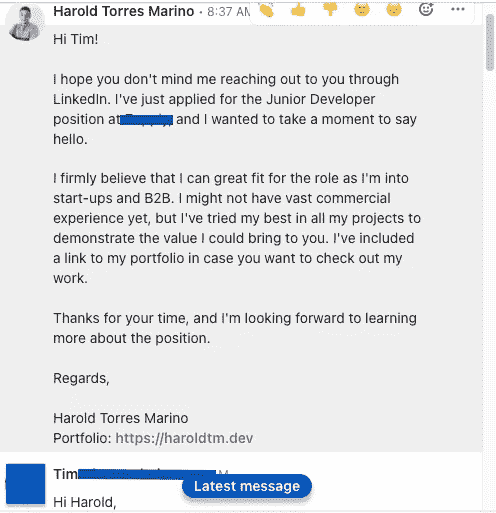 Harold Torres Marino · 8:37 AM
Hi Tim!
I hope you don't mind me reaching out to you through
LinkedIn. I've just applied for the Junior Developer
position at and I wanted to take a moment to say
hello.
I firmly believe that I can great fit for the role as I'm into
start-ups and B2B. I might not have vast commercial
experience yet, but I've tried my best in all my projects to
demonstrate the value I could bring to you. I've included
a link to my portfolio in case you want to check out my
work.
Thanks for your time, and I'm looking forward to learning
more about the position.
Regards,
Harold Torres Marino
Portfolio: https://haroldtm.dev
Tim
Latest message
Hi Harold,